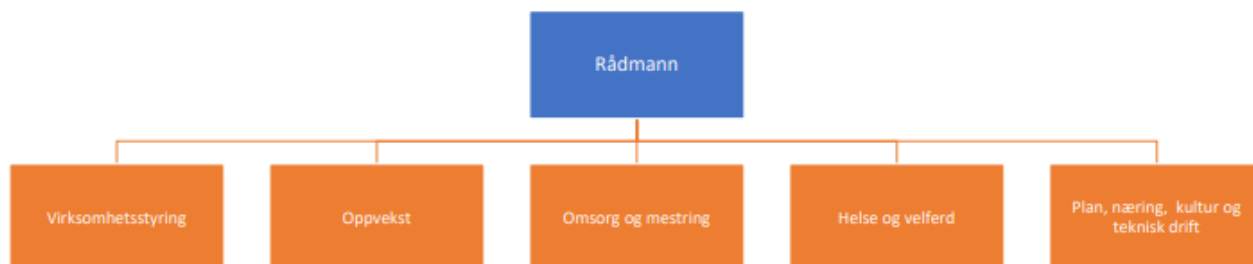 Rådmann
Virksomhetsstyring
Oppvekst
Omsorg og mestring
Helse og velferd
Plan, næring, kultur og
teknisk drift